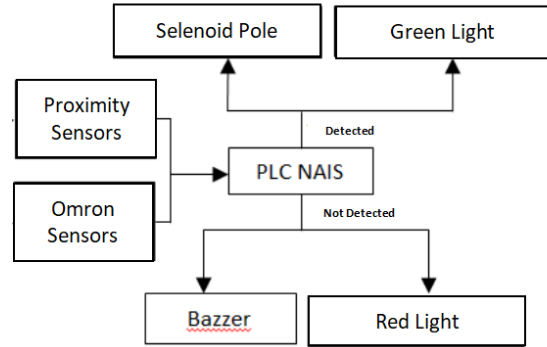 Selenoid Pole
Green Light
Proximity
Sensors
Detected
PLC NAIS
Omron
Sensors
Not Detected
Bazzer
Red Light